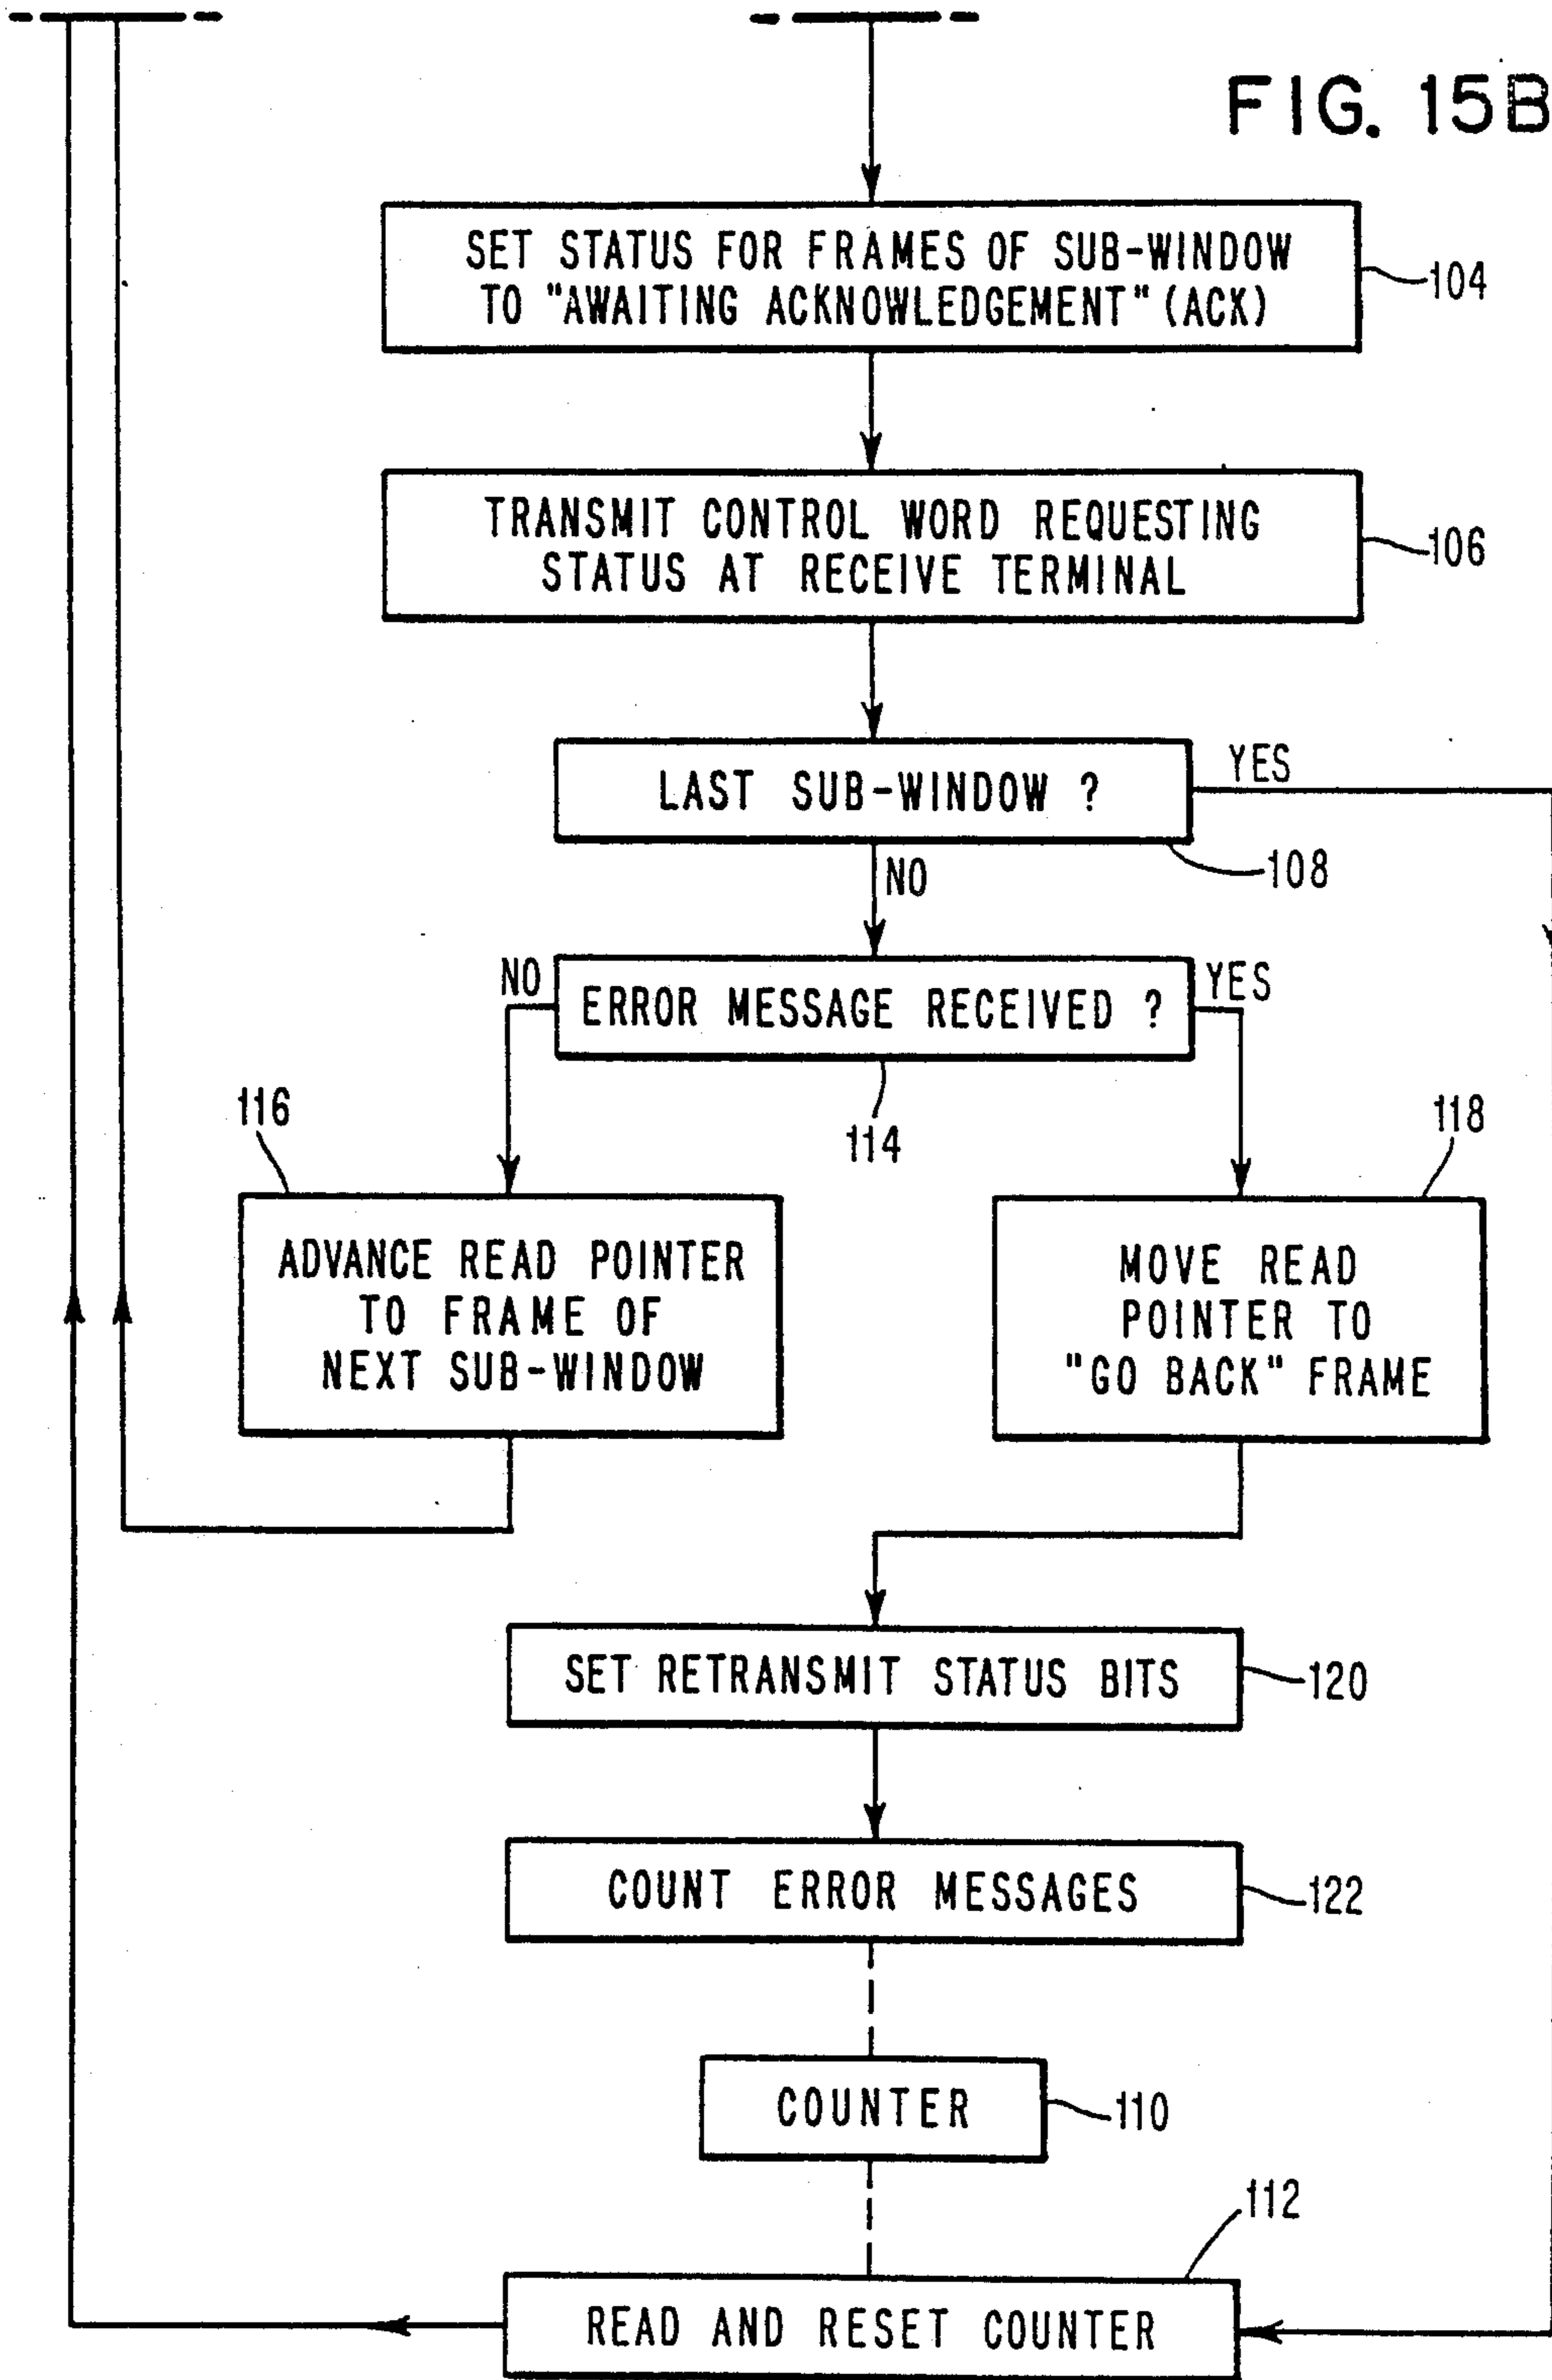 FIG. 15B
SET STATUS FOR FRAMES OF SUB-WINDOW
TO "AWAITING ACKNOWLEDGEMENT" (ACK)
104
TRANSMIT CONTROL WORD REQUESTING
STATUS AT RECEIVE TERMINAL
106
LAST SUB-WINDOW ?
YES
108
NO
NO
ERROR MESSAGE RECEIVED ?
YES
114
116
118
ADVANCE READ POINTER
TO FRAME OF
NEXT SUB-WINDOW
MOVE READ
POINTER TO
"GO BACK" FRAME
SET RETRANSMIT STATUS BITS
120
COUNT ERROR MESSAGES
122
COUNTER
110
112
READ AND RESET COUNTER